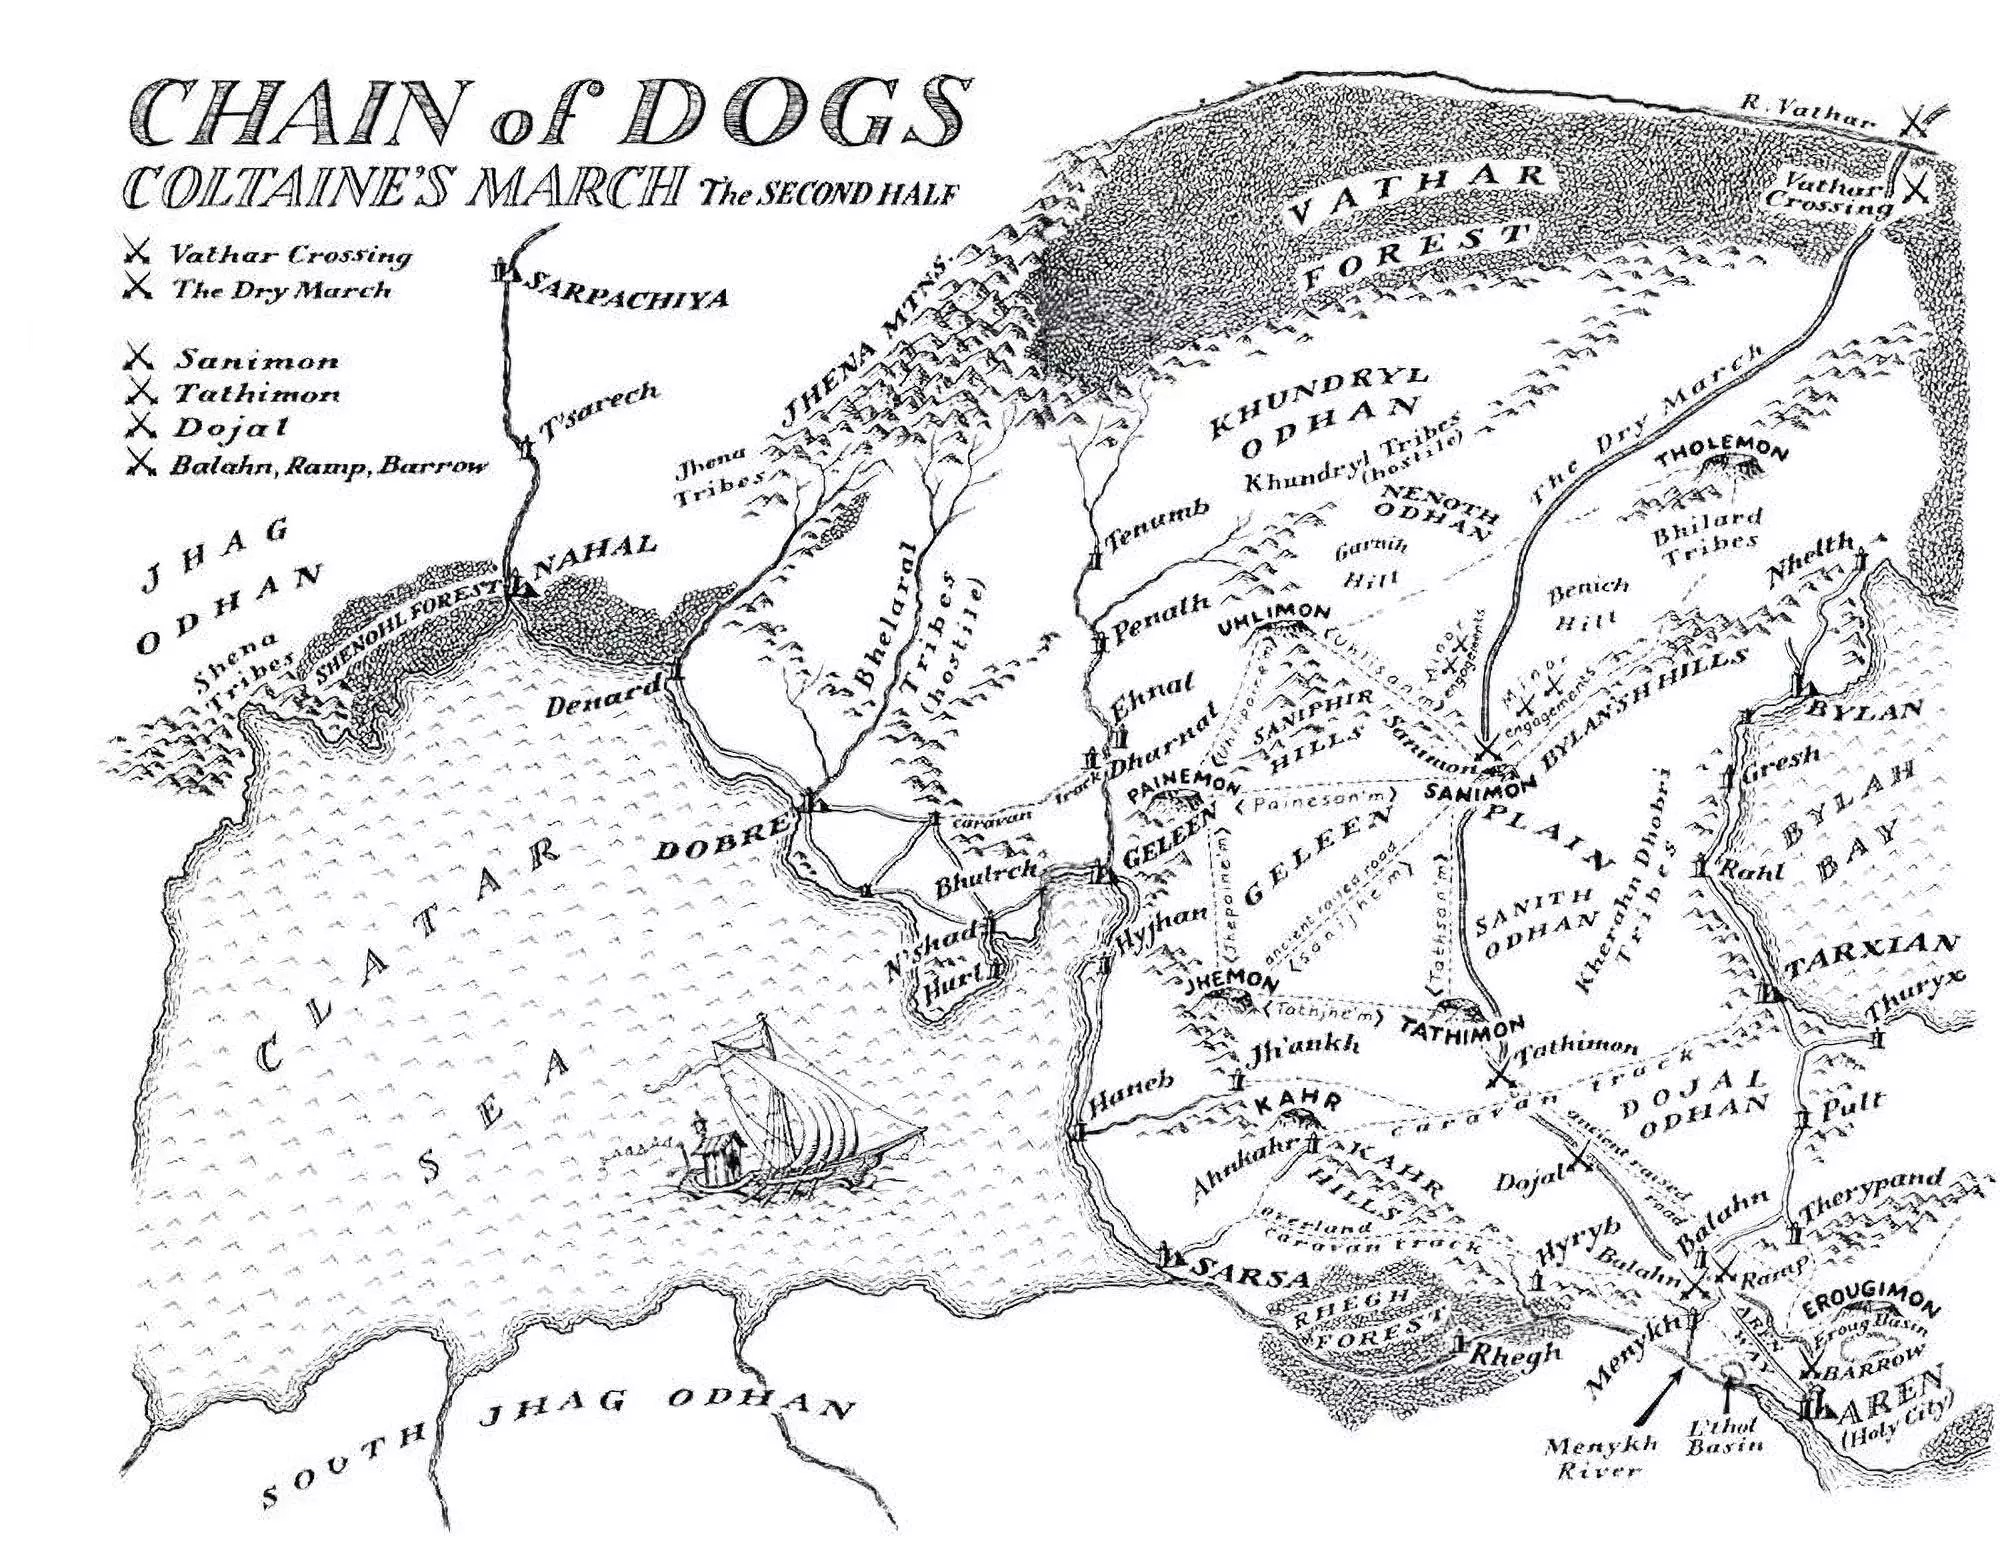 CHAIN of DOGS
COLTAINE'S MARCH The SECOND HALF
Vathar Crossing
The Dry March
Sanimon
Tathimon
Dojal
Balahn, Ramp, Barrow
SARPACHIYA
T'sarech
NAHAL
JHAG
ODHAN
SHENOHL FOREST
Shena
Tribes
JHENA MTNS.
Jhena
Tribes
R. Vathar
Vathar
Crossing
VATHAR
FOREST
KHUNDRYL
ODHAN
Khundryl Tribes
(hostile)
NENOTH
ODHAN
The Dry March
THOLEMON
Bhilard
Tribes
Garnih
Hill
Benich
Hill
Nhelth
Tenumb
Penath
UHLIMON
Ehnat
Dharnal
Denard
Bhelaral
Tribes
(hostile)
SANIPHIR
HILLS
Minor
engagements
Minor
engagements
Sanimon
BYLANSH HILLS
BYLAN
Gresh
BYLAH
BAY
PAINEMON
(Painesan'm)
SANIMON
PLAIN
caravan track
DOBRE
Bhutrch
GELEEN
GELEEN
(Jhepaine'm)
ancient raised road
(Sanijhe'm)
(Tathsan'm)
SANITH
ODHAN
Kherahn Dhobri
Tribes
Rahl
TARXIAN
Thuryx
CLATAR
SEA
N'shad
Hurt
Hyjhan
JHEMON
(Tathjhe'm)
TATHIMON
Tathimon
Jh'ankh
Haneb
KAHR
caravan track
DOJAL
ODHAN
Pult
Ahnkahr
KAHR
HILLS
Dojal
ancient raised
road
overland
caravan track
SARSA
Hyryb
Balahn
Balahn
Therypand
Ramp
RHEGH
FOREST
Rhegh
Menykh
AREN
WAY
EROUGIMON
Eroug Basin
BARROW
AREN
(Holy City)
Menykh
River
L'thol
Basin
SOUTH JHAG ODHAN